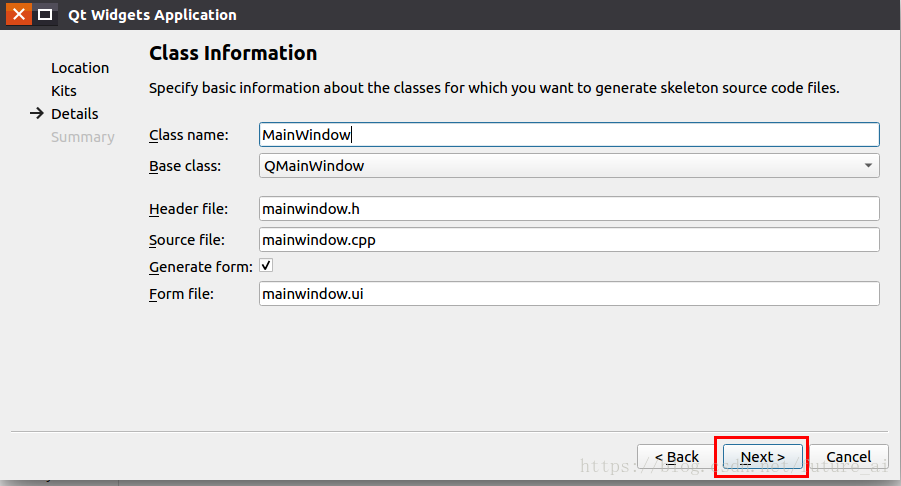 Qt Widgets Application
Location
Kits
Details
Summary
Class Information
Specify basic information about the classes for which you want to generate skeleton source code files.
Class name: MainWindow
Base class: QMainWindow
Header file: mainwindow.h
Source file: mainwindow.cpp
Generate form:
Form file: mainwindow.ui
< Back Next > Cancel
https://blog.csdn.net/future_ai